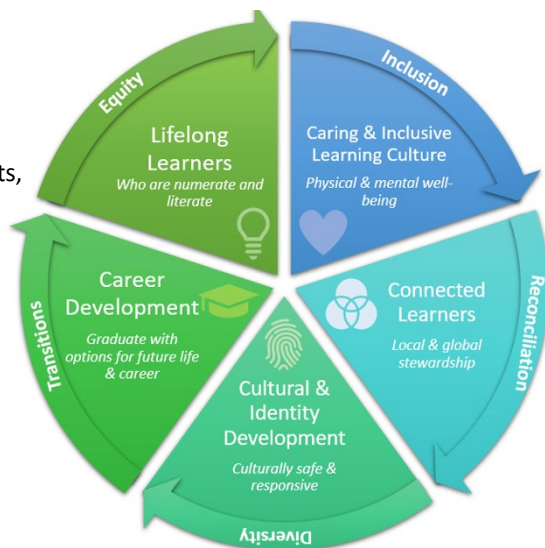 ts,
Equity
Lifelong
Learners
Who are numerate and
literate
Inclusion
Caring & Inclusive
Learning Culture
Physical & mental well-
being
Reconciliation
Connected
Learners
Local & global
stewardship
Diversity
Cultural &
Identity
Development
Culturally safe &
responsive
Transitions
Career
Development
Graduate with
options for future life
& career